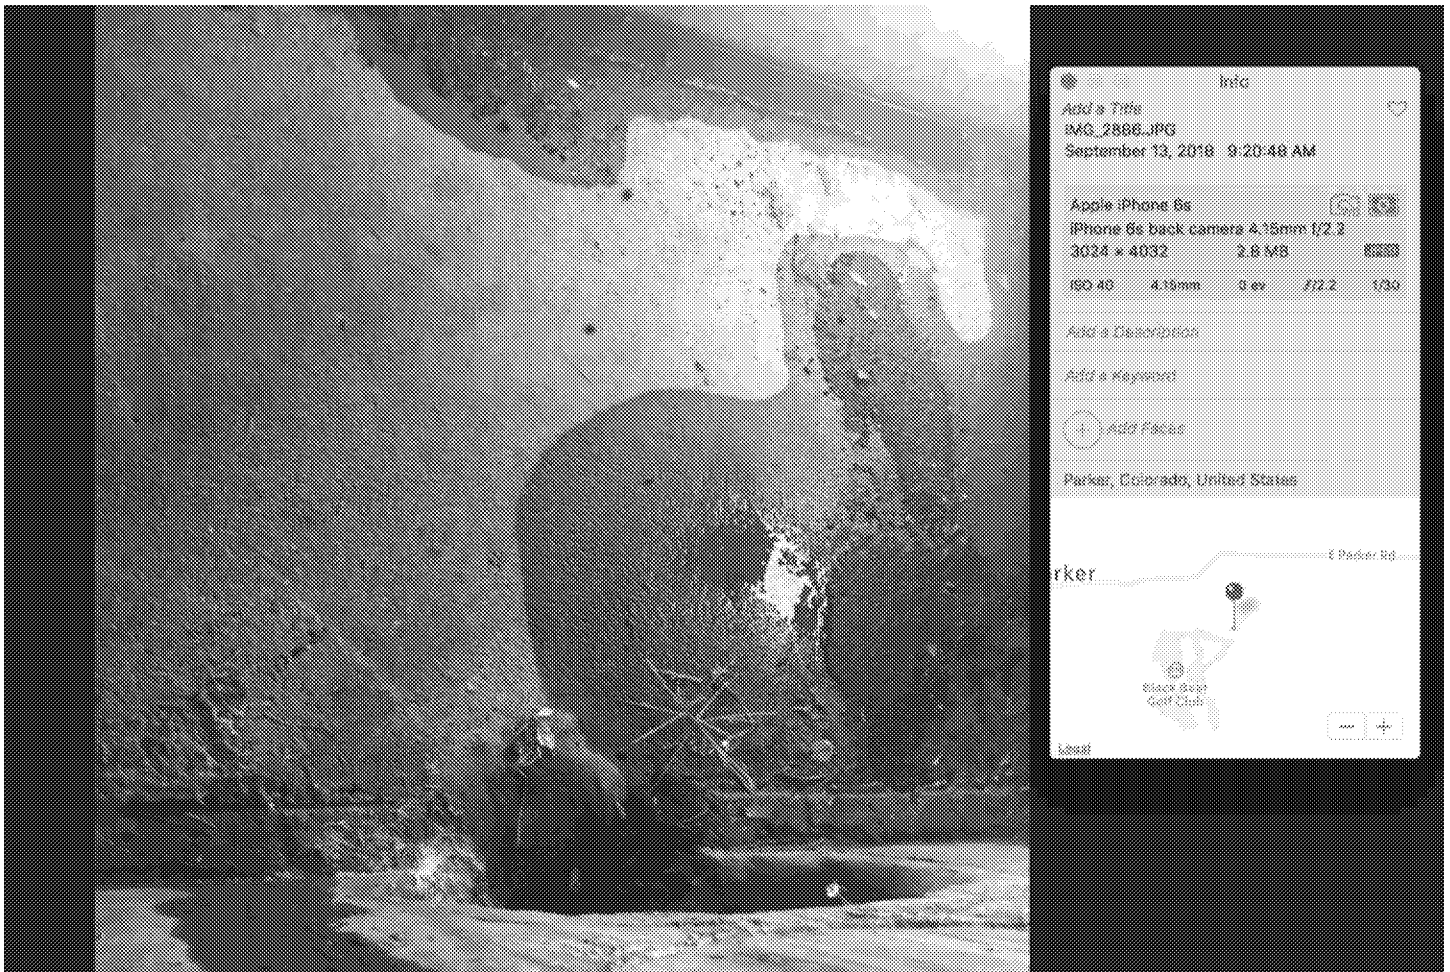 Info
Add a Title
IMG_2866.JPG
September 13, 2018 9:20:48 AM
Apple iPhone 6s
iPhone 6s back camera 4.15mm f/2.2
3024 × 4032 2.8 MB
ISO 40 4.15mm 0 ev ƒ/2.2 1/30
Add a Description
Add a Keyword
Add Faces
Parker, Colorado, United States
E Parker Rd
rker
Black Bear
Golf Club
Legal